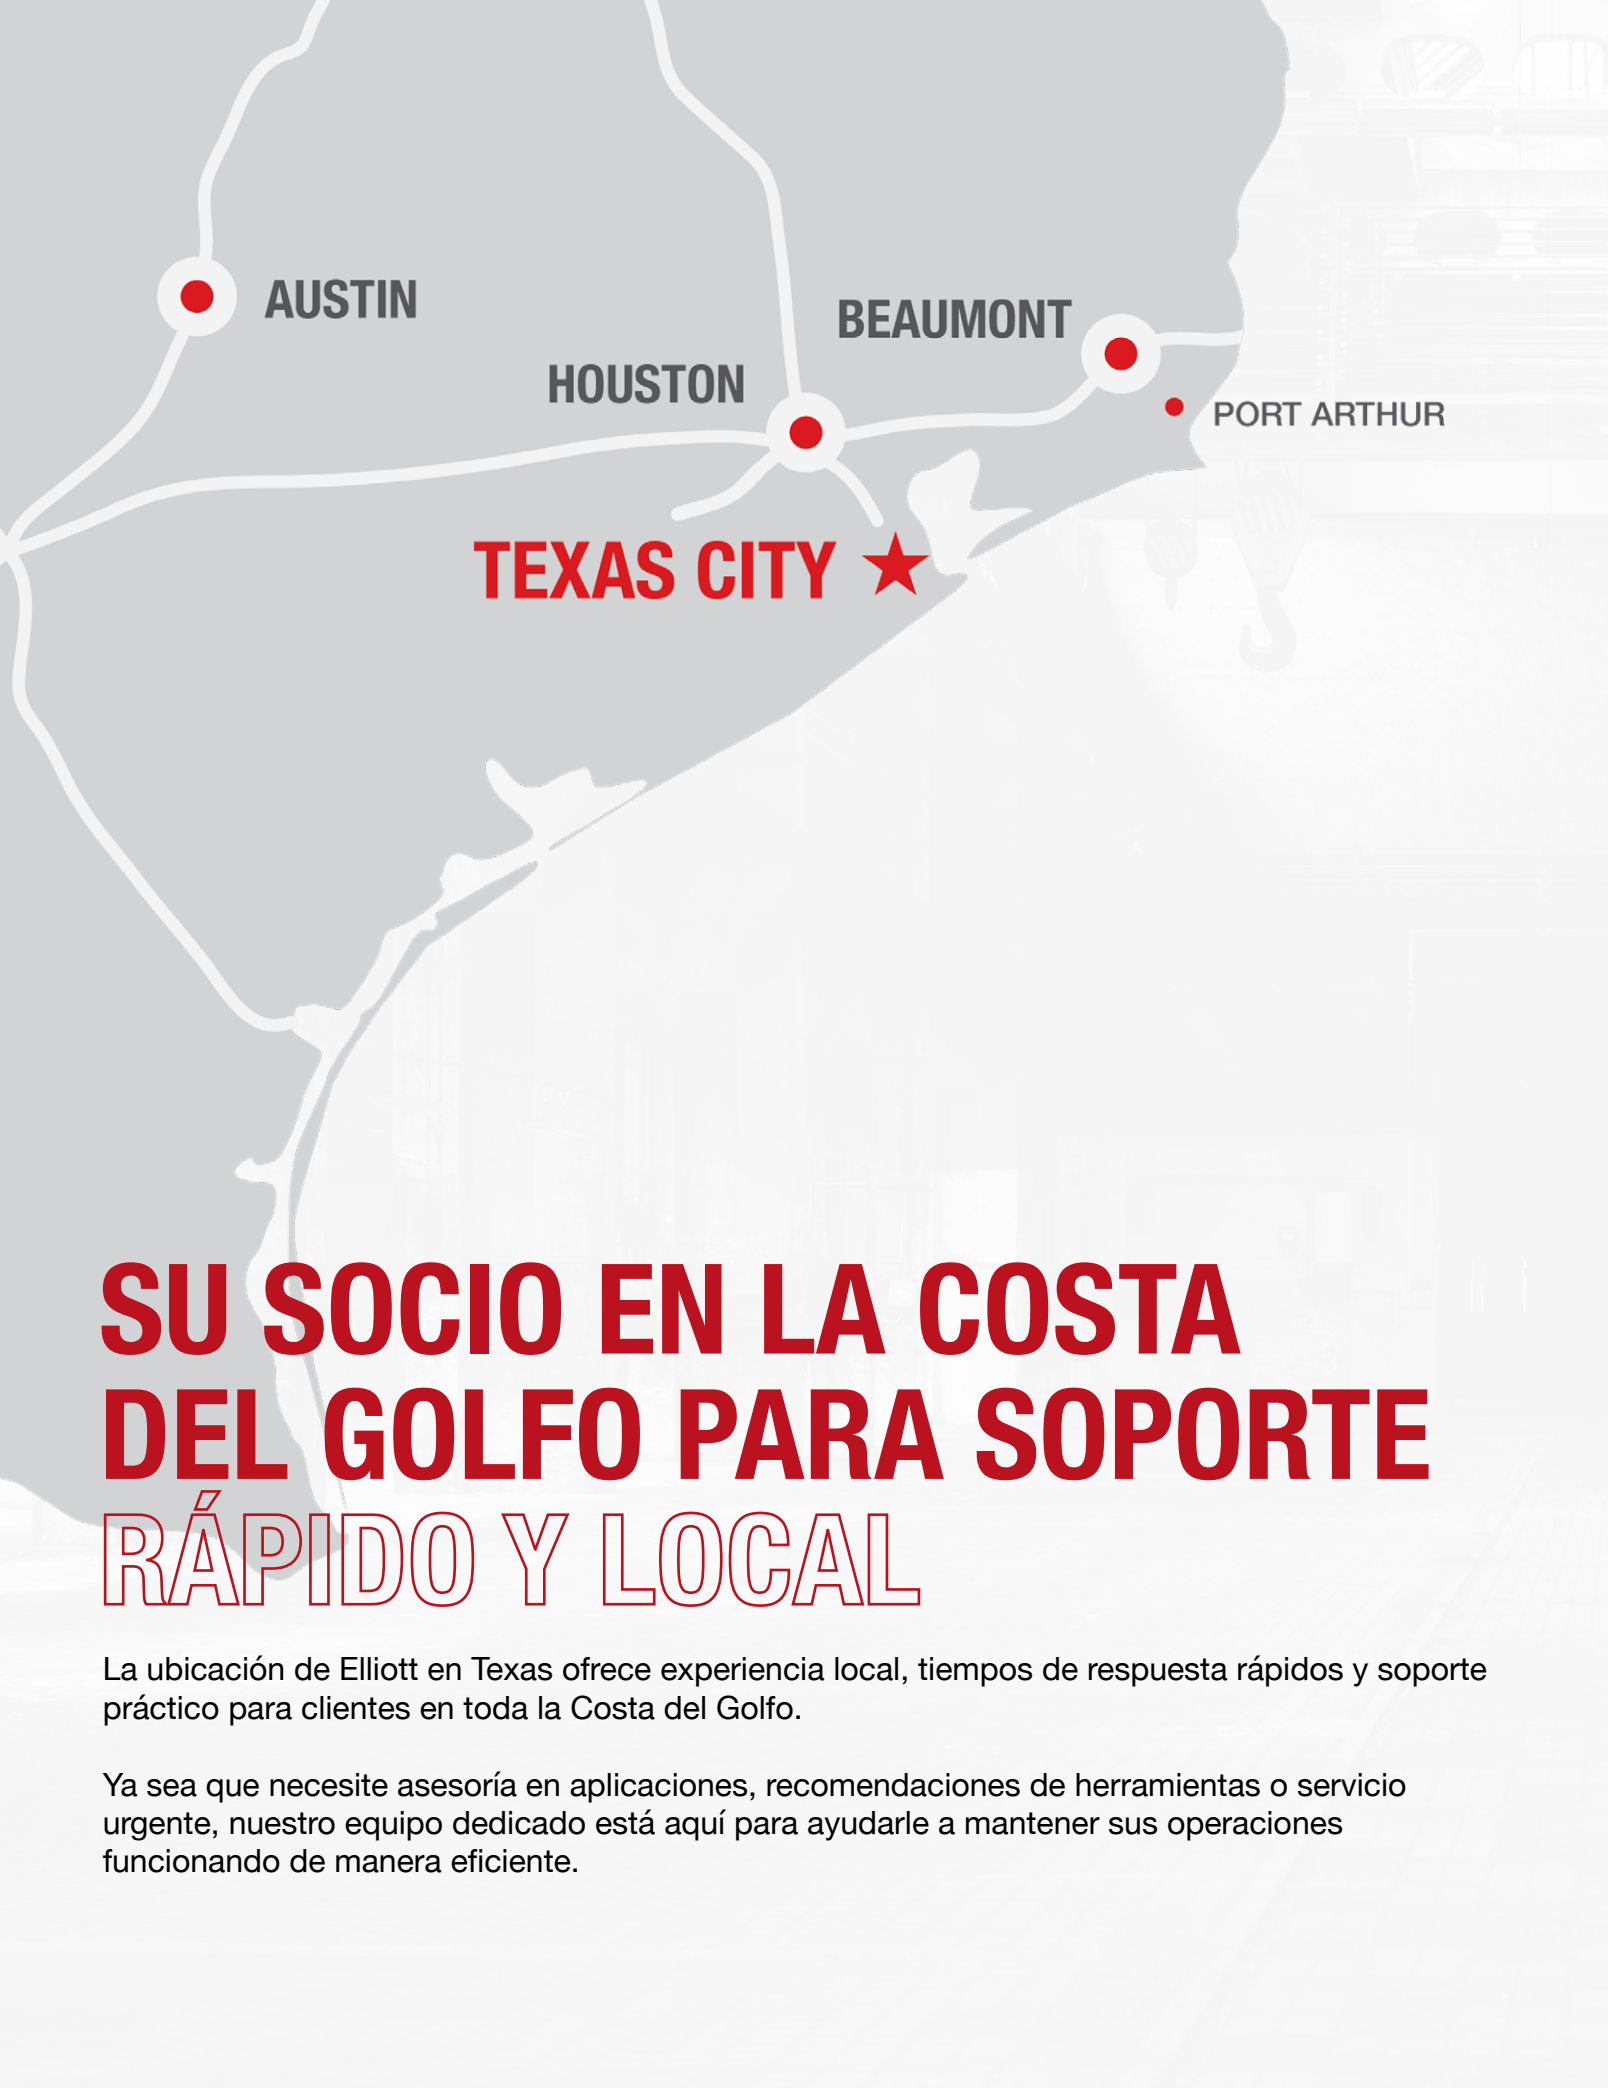 AUSTIN
BEAUMONT
HOUSTON
PORT ARTHUR
TEXAS CITY
SU SOCIO EN LA COSTA
DEL GOLFO PARA SOPORTE
RÁPIDO Y LOCAL
La ubicación de Elliott en Texas ofrece experiencia local, tiempos de respuesta rápidos y soporte
práctico para clientes en toda la Costa del Golfo.
Ya sea que necesite asesoría en aplicaciones, recomendaciones de herramientas o servicio
urgente, nuestro equipo dedicado está aquí para ayudarle a mantener sus operaciones
funcionando de manera eficiente.